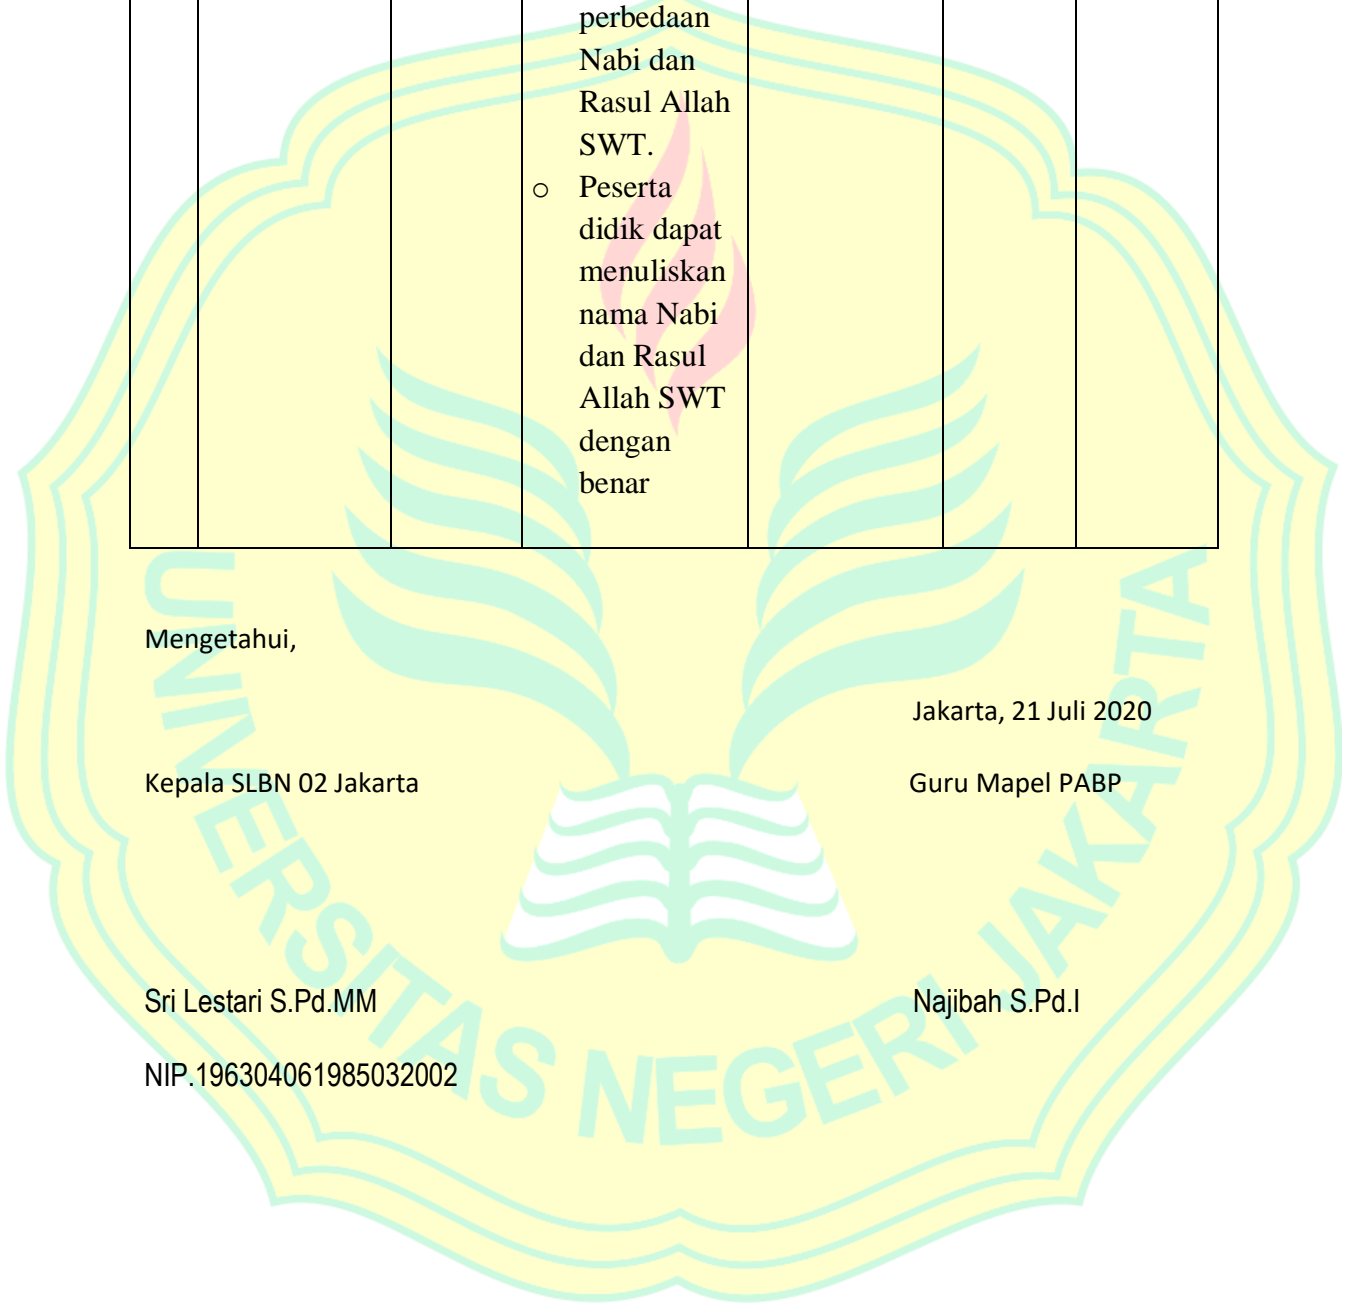 perbedaan
Nabi dan
Rasul Allah
SWT.
o Peserta
didik dapat
menuliskan
nama Nabi
dan Rasul
Allah SWT
dengan
benar
Mengetahui,
Jakarta, 21 Juli 2020
Kepala SLBN 02 Jakarta Guru Mapel PABP
Sri Lestari S.Pd.MM Najibah S.Pd.I
NIP.196304061985032002
UNIVERSITAS NEGERI JAKARTA